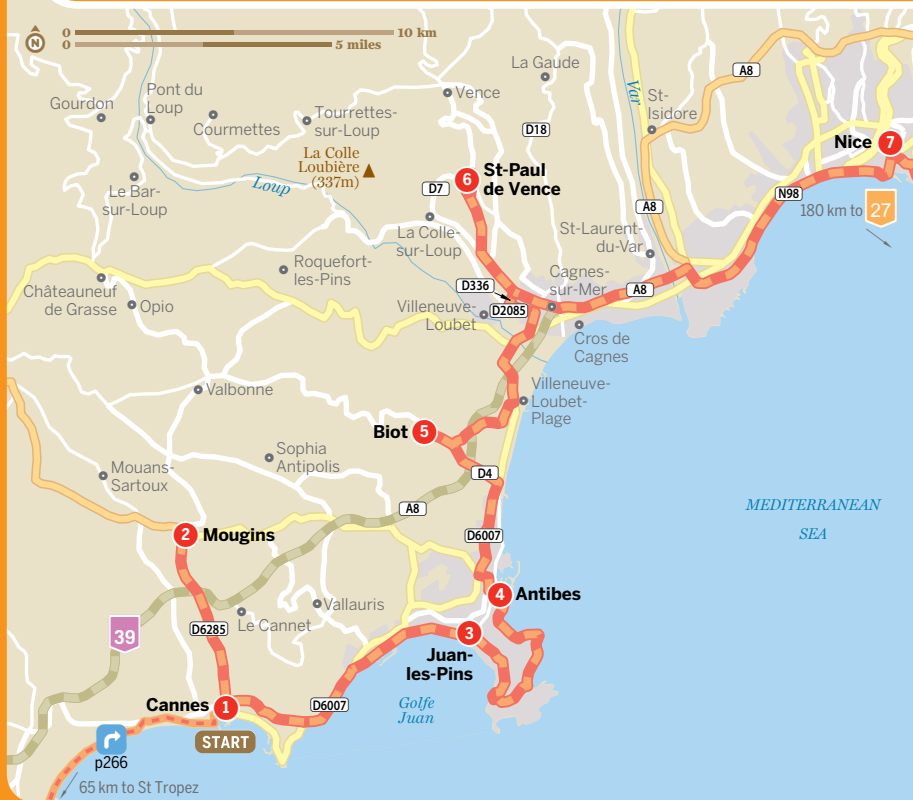 0 10 km
0 5 miles
N
La Gaude
A8
Vence
Var
St-
Isidore
Gourdon
Pont du
Loup
Courmettes
Tourrettes-
sur-Loup
D18
Nice 7
La Colle
Loubière
(337m)
6 St-Paul
de Vence
D7
Loup
Le Bar-
sur-Loup
N98
A8
180 km to 27
La Colle-
sur-Loup
St-Laurent-
du-Var
Roquefort-
les-Pins
Cagnes-
sur-Mer
D336
A8
Châteauneuf
de Grasse
Opio
Villeneuve-
Loubet
D2085
Cros de
Cagnes
Valbonne
Villeneuve-
Loubet-
Plage
Biot 5
Sophia
Antipolis
Mouans-
Sartoux
D4
A8
MEDITERRANEAN
SEA
2 Mougins
D6007
4 Antibes
Vallauris
Le Cannet
39
D6285
3
Juan-
les-Pins
Cannes 1
D6007
Golfe
Juan
START
p266
65 km to St Tropez